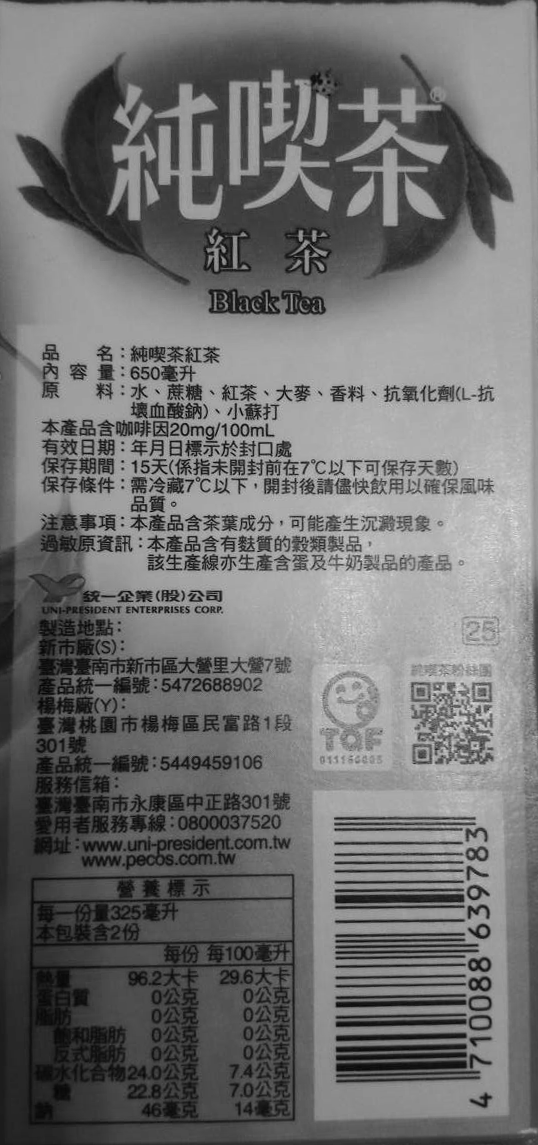 純喫茶®
紅茶
Black Tea
品名：純喫茶紅茶
內容量：650毫升
原料：水、蔗糖、紅茶、大麥、香料、抗氧化劑(L-抗
壞血酸鈉)、小蘇打
本產品含咖啡因20mg/100mL
有效日期：年月日標示於封口處
保存期間：15天(係指未開封前在7℃以下可保存天數)
保存條件：需冷藏7℃以下，開封後請儘快飲用以確保風味
品質。
注意事項：本產品含茶葉成分，可能產生沉澱現象。
過敏原資訊：本產品含有麩質的穀類製品，
該生產線亦生產含蛋及牛奶製品的產品。
統一企業(股)公司
UNI-PRESIDENT ENTERPRISES CORP.
製造地點：
新市廠(S)：
臺灣臺南市新市區大營里大營7號
產品統一編號：5472688902
楊梅廠(Y)：
臺灣桃園市楊梅區民富路1段
301號
產品統一編號：5449459106
服務信箱：
臺灣臺南市永康區中正路301號
愛用者服務專線：0800037520
網址：www.uni-president.com.tw
www.pecos.com.tw
25
純喫茶粉絲團
TQF
營養標示
每一份量325毫升
本包裝含2份
每份 每100毫升
熱量 96.2大卡 29.6大卡
蛋白質 0公克 0公克
脂肪 0公克 0公克
飽和脂肪 0公克 0公克
反式脂肪 0公克 0公克
碳水化合物 24.0公克 7.4公克
糖 22.8公克 7.0公克
鈉 46毫克 14毫克
4 710088 639783